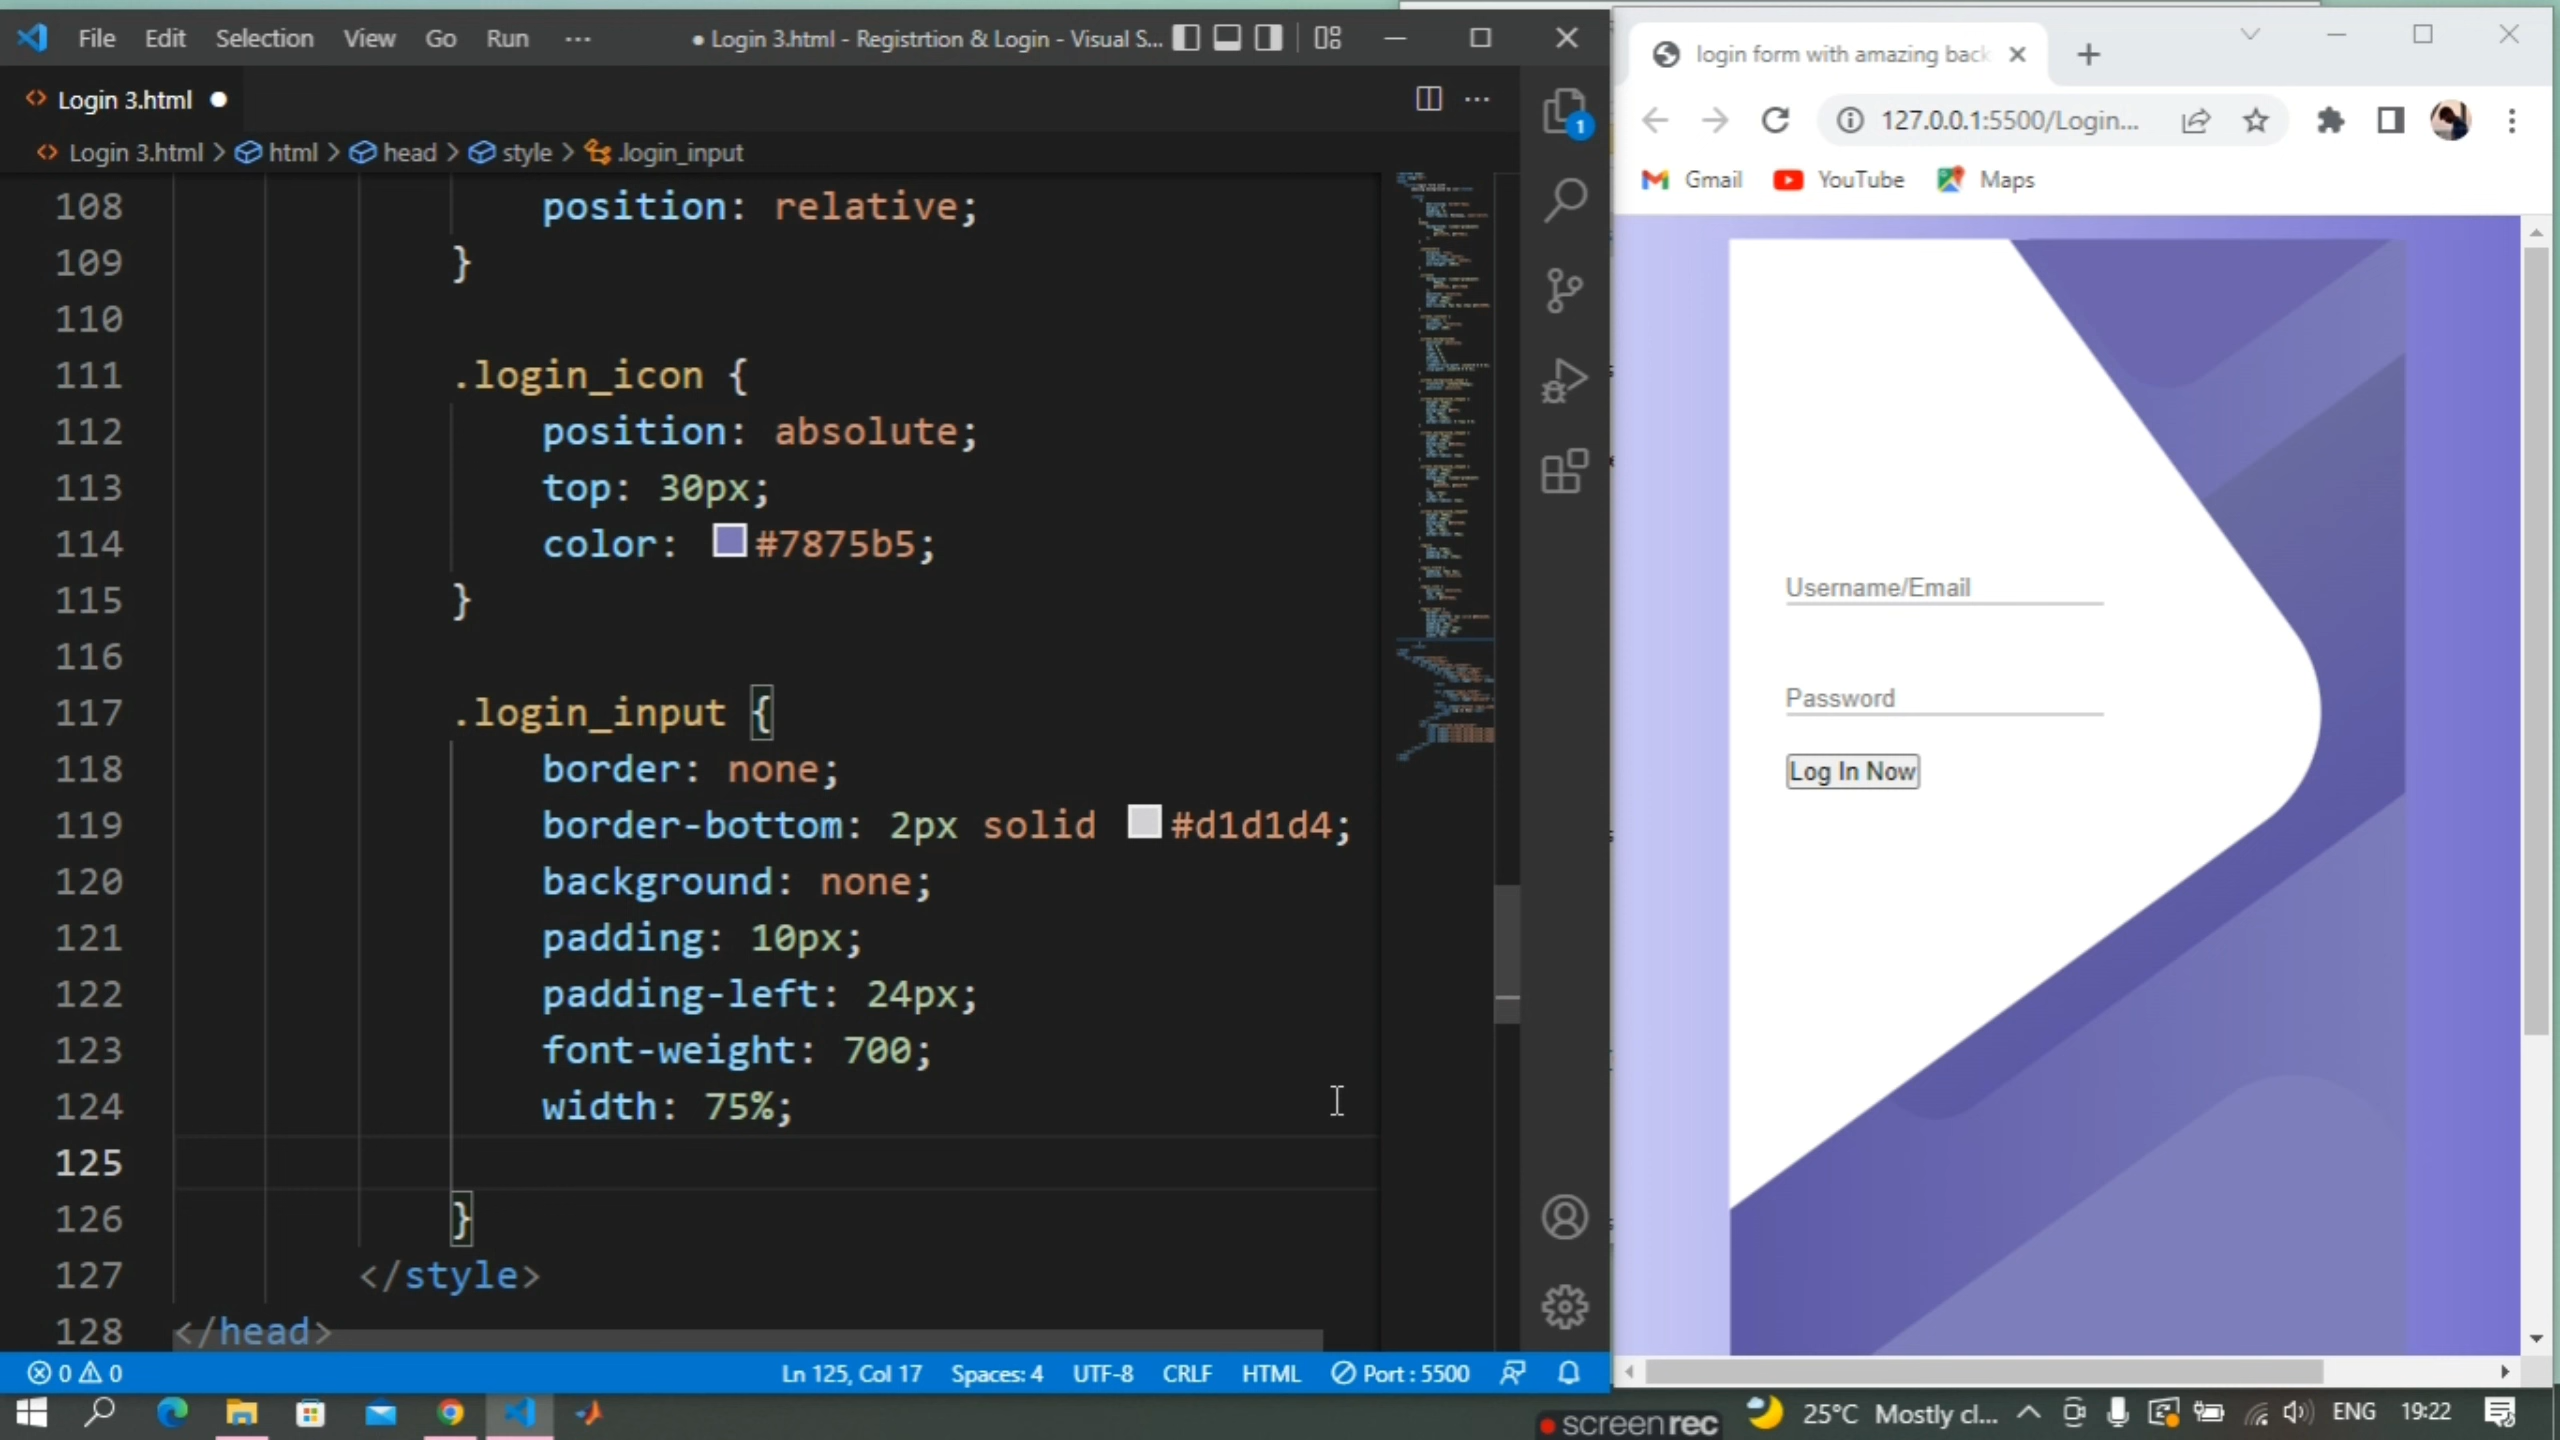 File Edit Selection View Go Run ··· ● Login 3.html - Registrtion & Login - Visual S...
Login 3.html ●
Login 3.html > html > head > style > .login_input
108 position: relative;
109 }
110
111 .login_icon {
112 position: absolute;
113 top: 30px;
114 color: #7875b5;
115 }
116
117 .login_input {
118 border: none;
119 border-bottom: 2px solid #d1d1d4;
120 background: none;
121 padding: 10px;
122 padding-left: 24px;
123 font-weight: 700;
124 width: 75%;
125
126 }
127 </style>
128 </head>
1
0 0 Ln 125, Col 17 Spaces: 4 UTF-8 CRLF HTML Port : 5500
login form with amazing back
127.0.0.1:5500/Login...
Gmail YouTube Maps
Username/Email
Password
Log In Now
screenrec 25°C Mostly cl... ENG 19:22